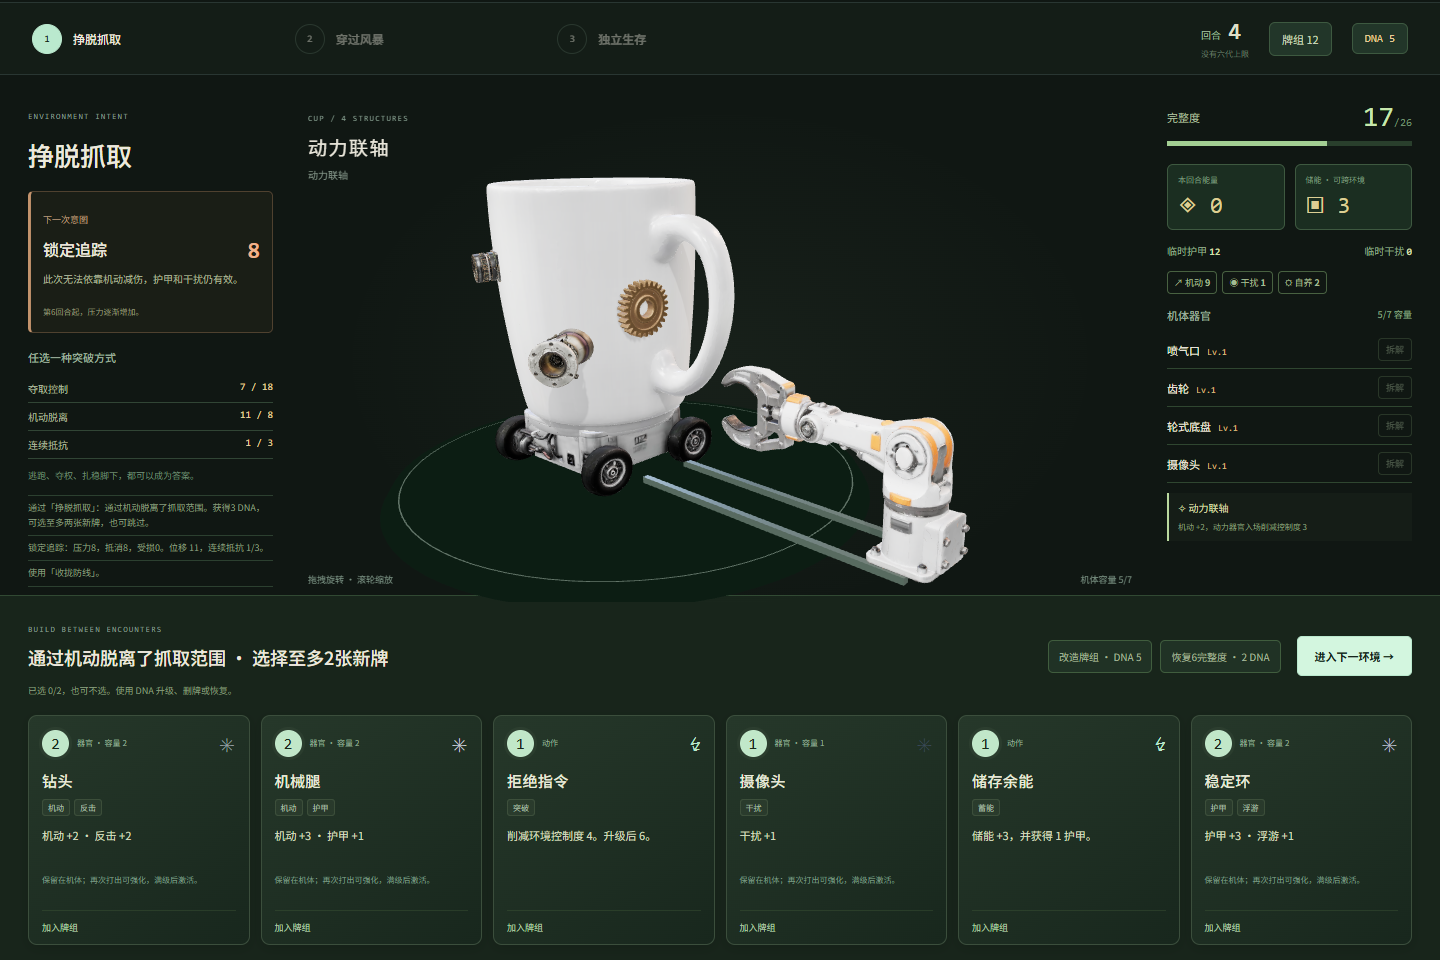 1 挣脱抓取
2 穿过风暴
3 独立生存
回合 4
没有六代上限
牌组 12
DNA 5
ENVIRONMENT INTENT
挣脱抓取
下一次意图
锁定追踪 8
此次无法依靠机动减伤，护甲和干扰仍有效。
第6回合起，压力逐渐增加。
任选一种突破方式
夺取控制 7 / 18
机动脱离 11 / 8
连续抵抗 1 / 3
逃跑、夺权、扎稳脚下，都可以成为答案。
通过「挣脱抓取」：通过机动脱离了抓取范围。获得3 DNA，
可选至多两张新牌，也可跳过。
锁定追踪：压力8，抵消8，受损0。位移 11，连续抵抗 1/3。
使用「收拢防线」。
CUP / 4 STRUCTURES
动力联轴
动力联轴
拖拽旋转 · 滚轮缩放
机体容量 5/7
完整度 17/26
本回合能量
0
储能 · 可跨环境
3
临时护甲 12
临时干扰 0
↗ 机动 9
◉ 干扰 1
自养 2
机体器官 5/7 容量
喷气口 Lv.1 拆解
齿轮 Lv.1 拆解
轮式底盘 Lv.1 拆解
摄像头 Lv.1 拆解
✧ 动力联轴
机动 +2，动力器官入场削减控制度 3
BUILD BETWEEN ENCOUNTERS
通过机动脱离了抓取范围 · 选择至多2张新牌
已选 0/2，也可不选。使用 DNA 升级、删牌或恢复。
改造牌组 · DNA 5
恢复6完整度 · 2 DNA
进入下一环境 →
2 器官 · 容量 2
钻头
机动 反击
机动 +2 · 反击 +2
保留在机体；再次打出可强化，满级后激活。
加入牌组
2 器官 · 容量 2
机械腿
机动 护甲
机动 +3 · 护甲 +1
保留在机体；再次打出可强化，满级后激活。
加入牌组
1 动作
拒绝指令
突破
削减环境控制度 4。升级后 6。
加入牌组
1 器官 · 容量 1
摄像头
干扰
干扰 +1
保留在机体；再次打出可强化，满级后激活。
加入牌组
1 动作
储存余能
蓄能
储能 +3，并获得 1 护甲。
加入牌组
2 器官 · 容量 2
稳定环
护甲 浮游
护甲 +3 · 浮游 +1
保留在机体；再次打出可强化，满级后激活。
加入牌组